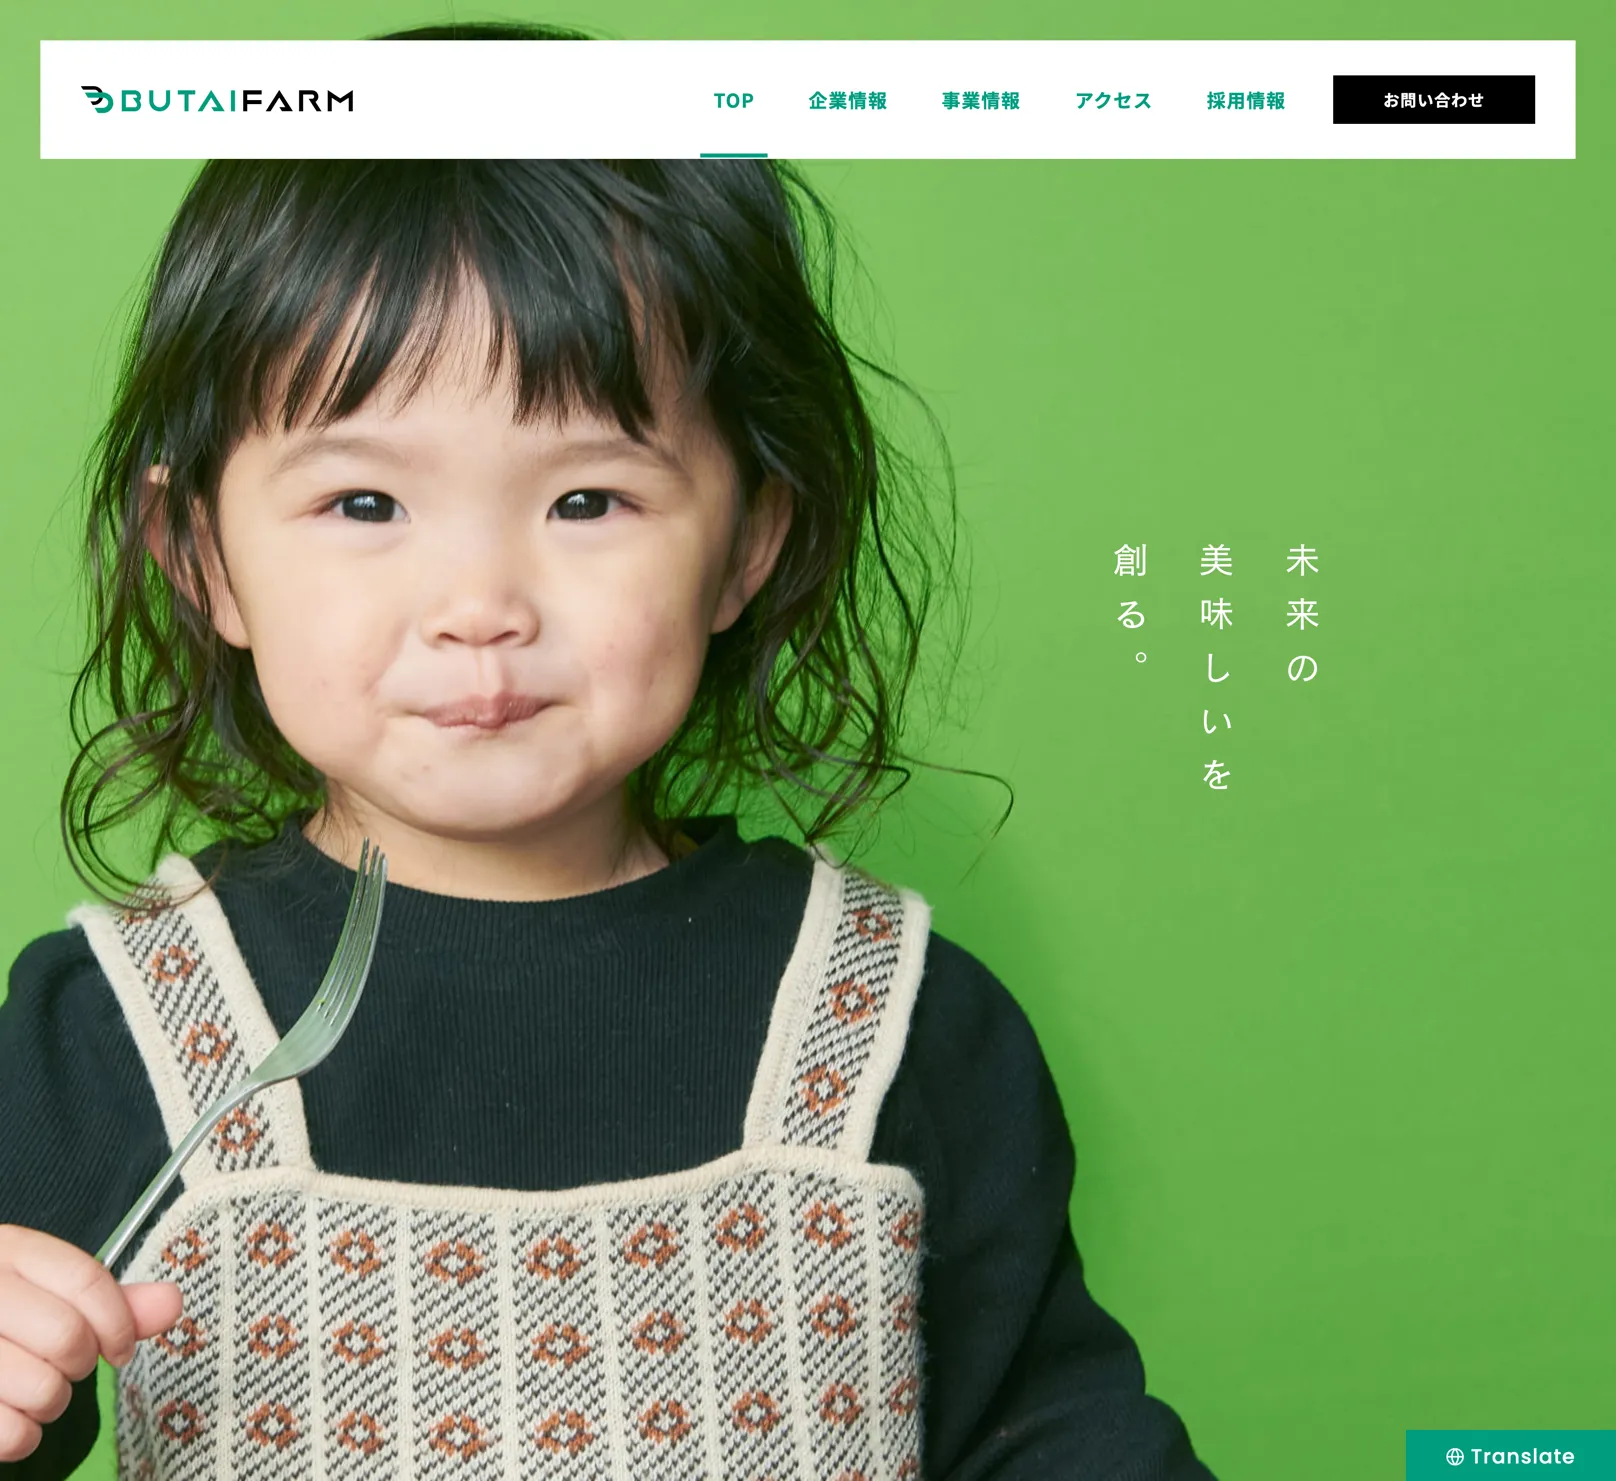 BUTAIFARM
TOP
企業情報
事業情報
アクセス
採用情報
お問い合わせ
未来の
美味しいを
創る。
Translate